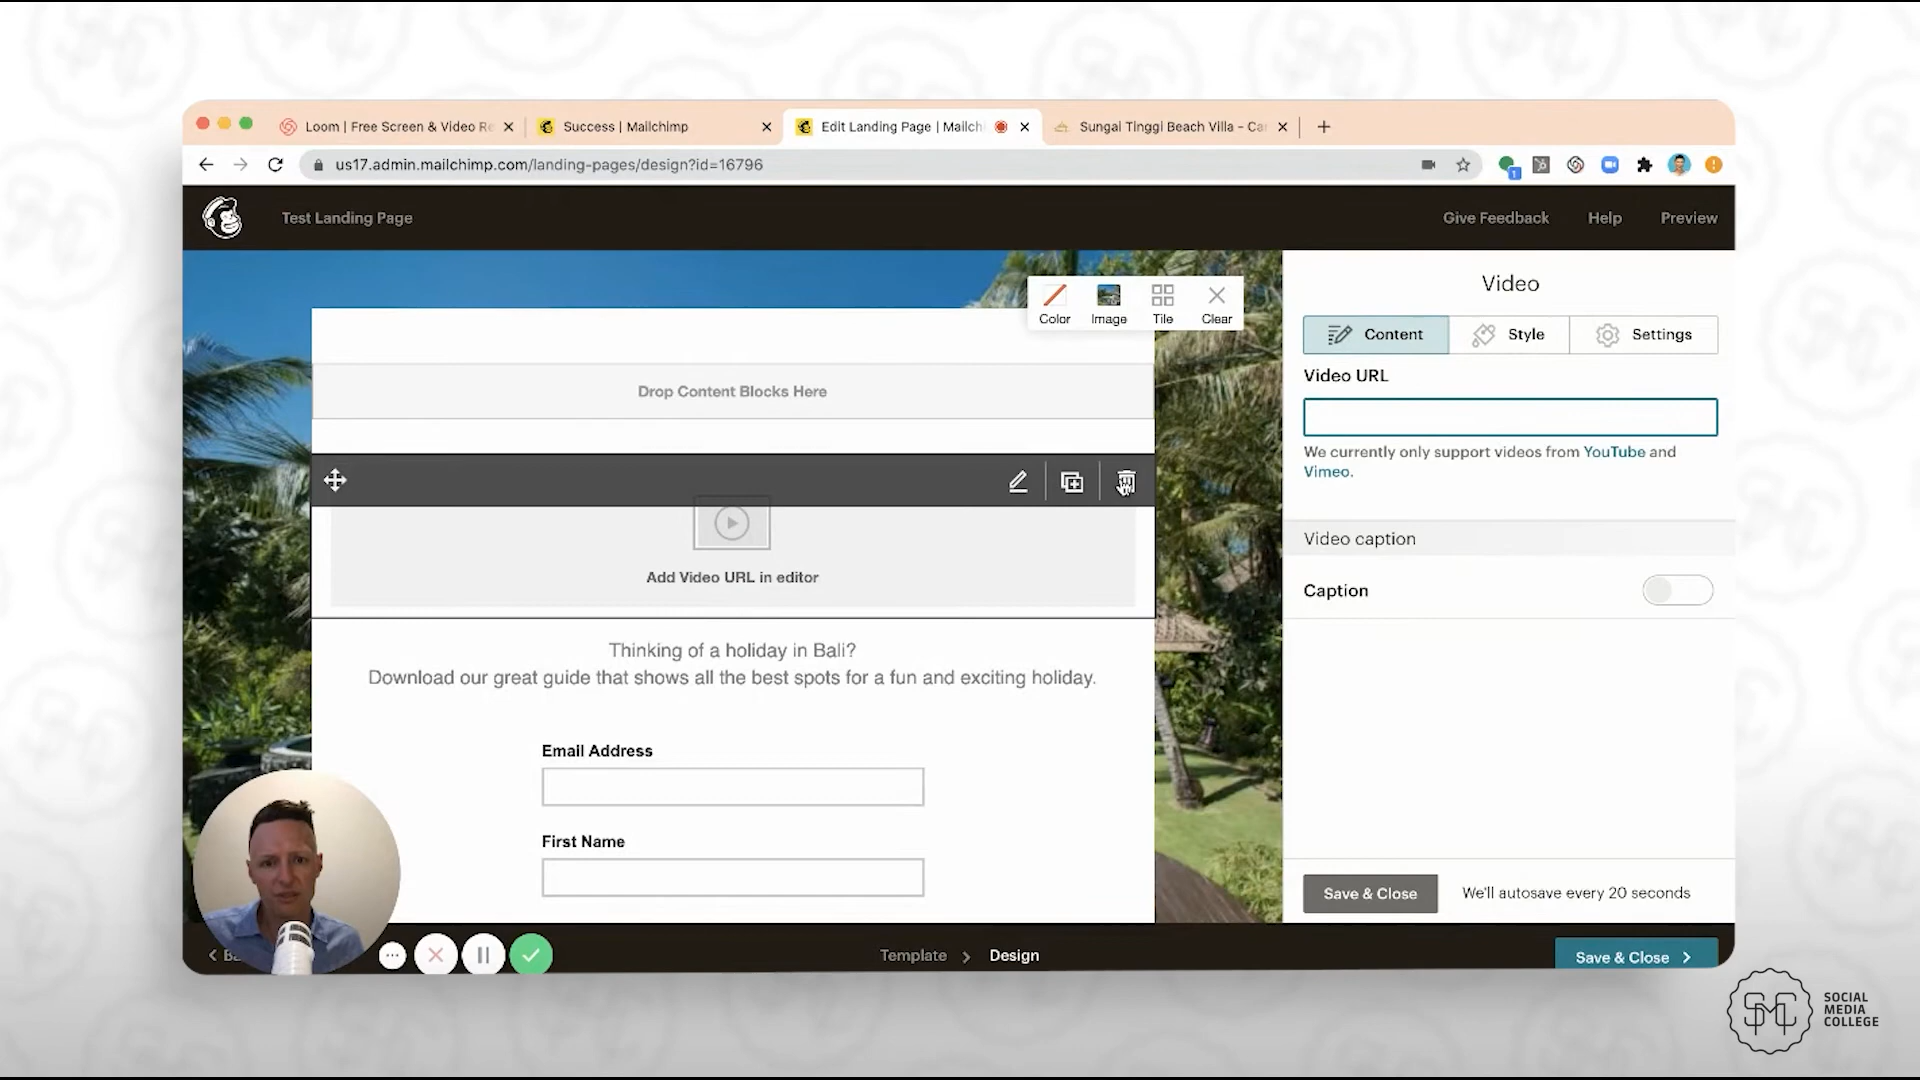 Loom | Free Screen & Video Re
Success | Mailchimp
Edit Landing Page | Mailch
Sungai Tinggi Beach Villa - Ca
us17.admin.mailchimp.com/landing-pages/design?id=16796
1
Test Landing Page
Give Feedback
Help
Preview
Color
Image
Tile
Clear
Drop Content Blocks Here
Add Video URL in editor
Thinking of a holiday in Bali?
Download our great guide that shows all the best spots for a fun and exciting holiday.
Email Address
First Name
Video
Content
Style
Settings
Video URL
We currently only support videos from YouTube and
Vimeo.
Video caption
Caption
Save & Close
We'll autosave every 20 seconds
Template
Design
Save & Close
SMC
SOCIAL
MEDIA
COLLEGE